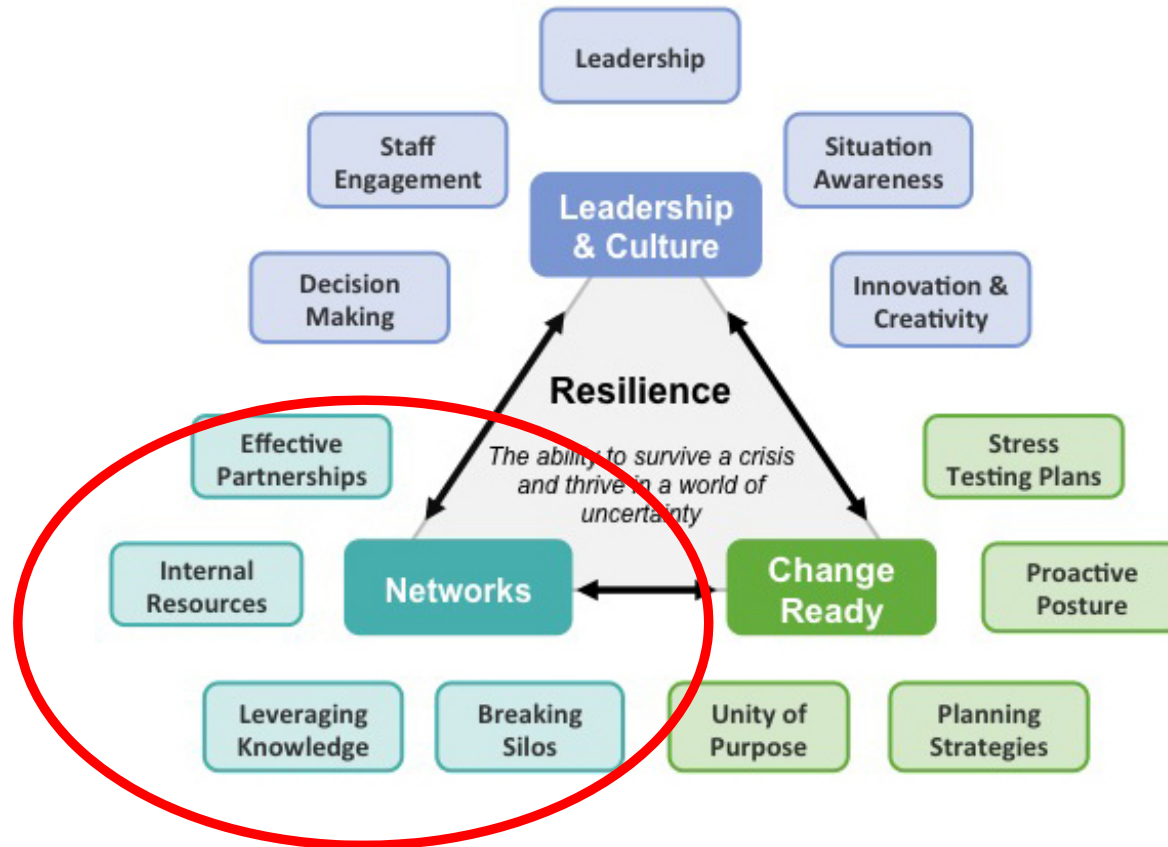 Leadership
Staff
Engagement
Situation
Awareness
Leadership
& Culture
Decision
Making
Innovation &
Creativity
Resilience
The ability to survive a crisis
and thrive in a world of
uncertainty
Effective
Partnerships
Stress
Testing Plans
Internal
Resources
Networks
Change
Ready
Proactive
Posture
Leveraging
Knowledge
Breaking
Silos
Unity of
Purpose
Planning
Strategies